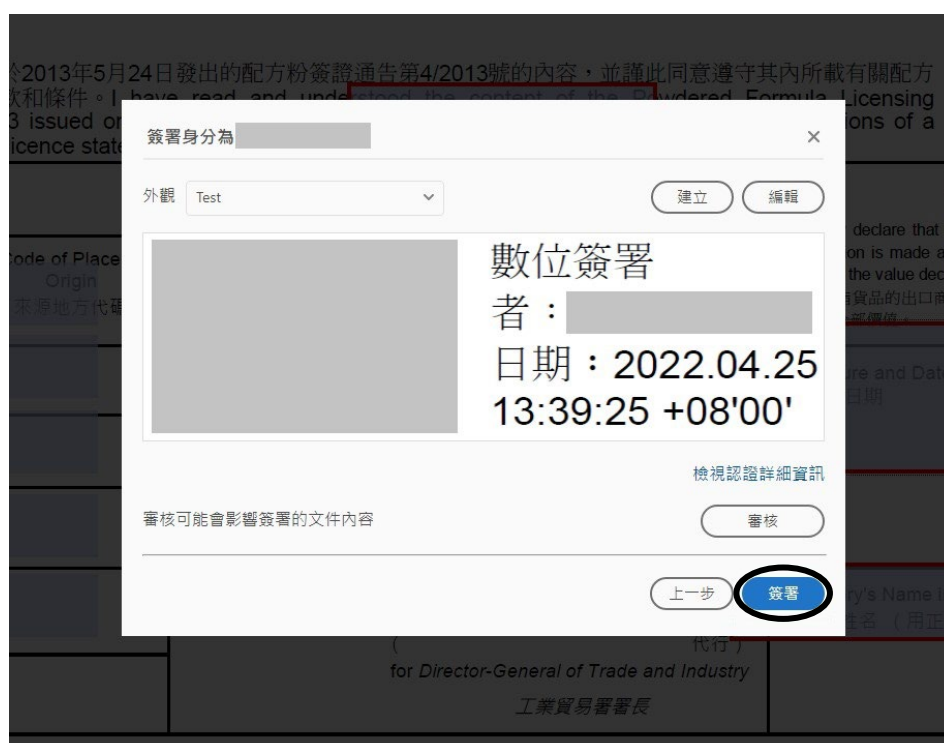 於2013年5月24日發出的配方粉簽證通告第4/2013號的內容,並謹此同意遵守其內所載有關配方
和條件。I have read and understood the content of the Powdered Formula Licensing
3 issued or
ions of a
icence state
簽署身分為
×
外觀 Test
建立 編輯
declare that
Code of Place
Origin
來源地方代碼
on is made a
the value dec
貨品的出口商
部價值。
數位簽署
者:
日期:2022.04.25
13:39:25 +08'00'
ure and Dat
日期
檢視認證詳細資訊
審核可能會影響簽署的文件內容
審核
上一步 簽署
ry's Name I
姓名 (用正
( 代行 )
for Director-General of Trade and Industry
工業貿易署署長